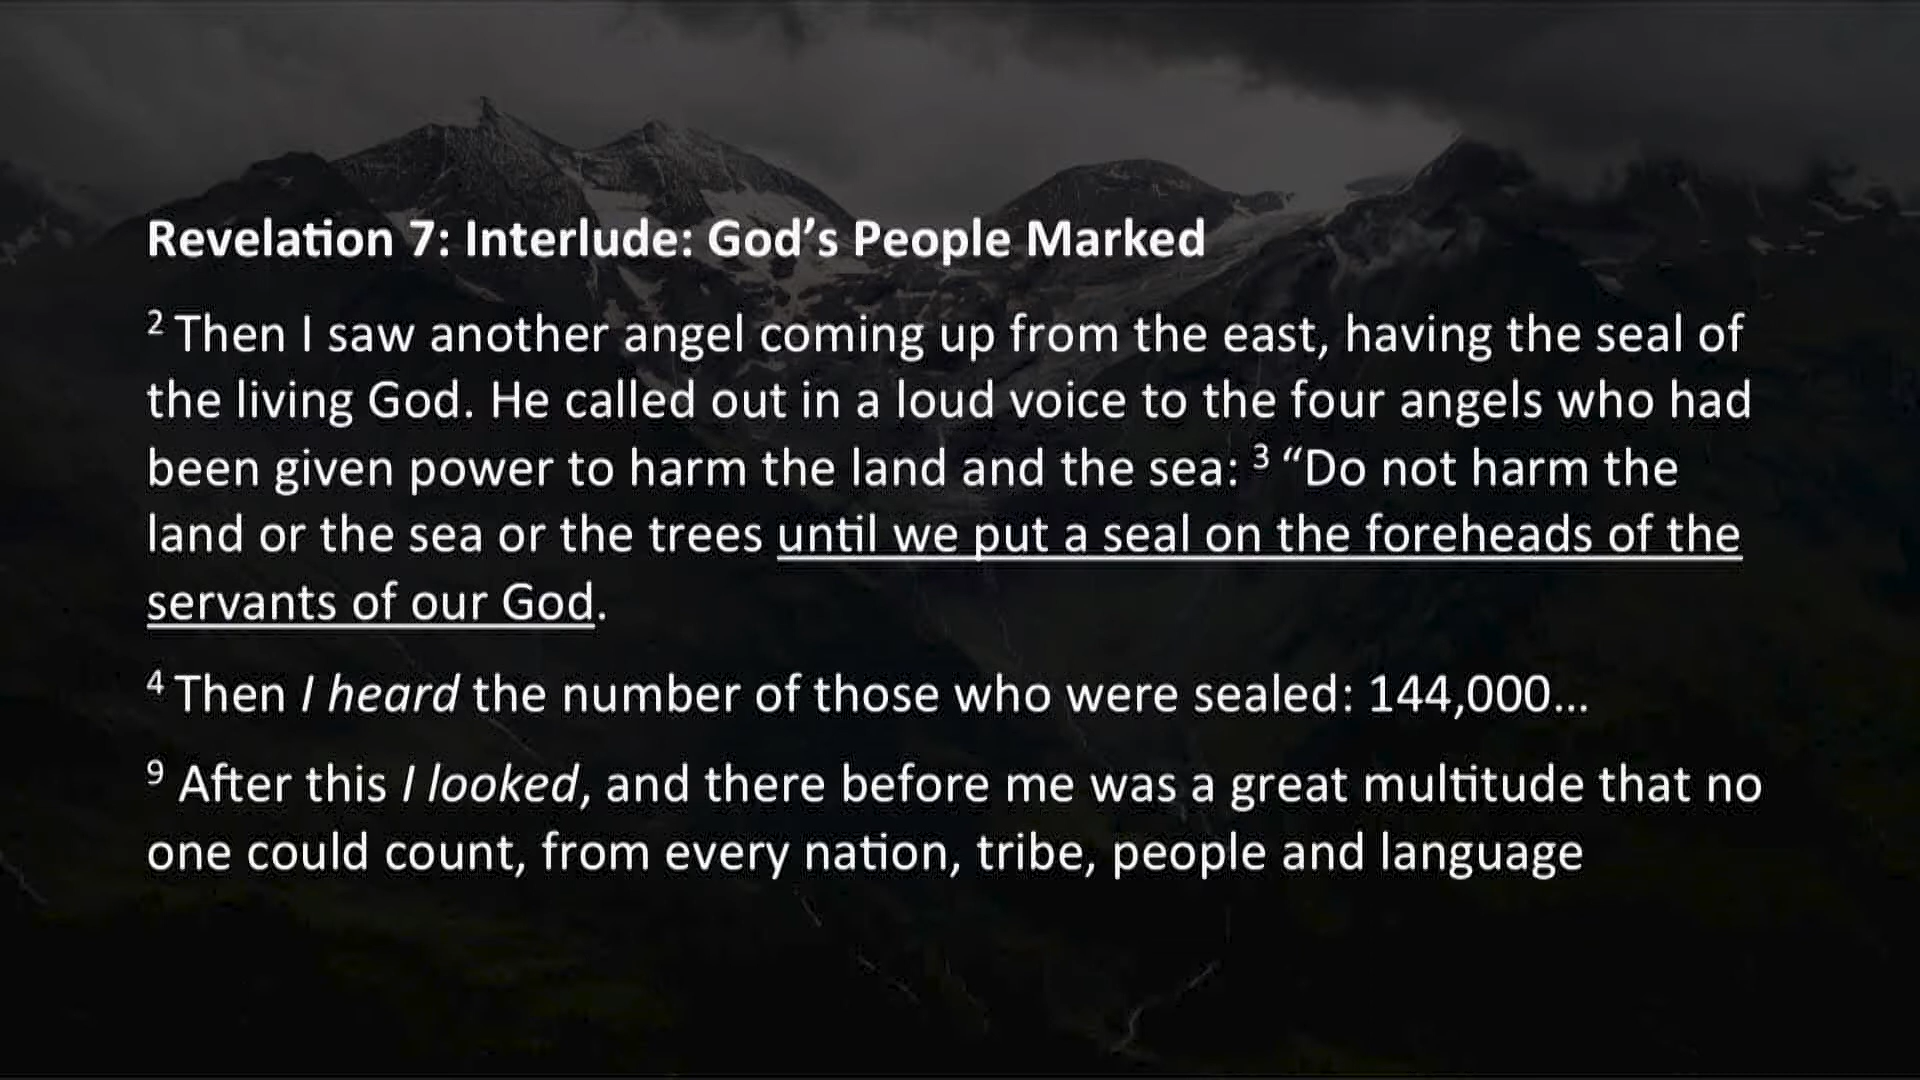 Revelation 7: Interlude: God’s People Marked
² Then I saw another angel coming up from the east, having the seal of
the living God. He called out in a loud voice to the four angels who had
been given power to harm the land and the sea: ³ “Do not harm the
land or the sea or the trees until we put a seal on the foreheads of the
servants of our God.
⁴ Then I heard the number of those who were sealed: 144,000...
⁹ After this I looked, and there before me was a great multitude that no
one could count, from every nation, tribe, people and language